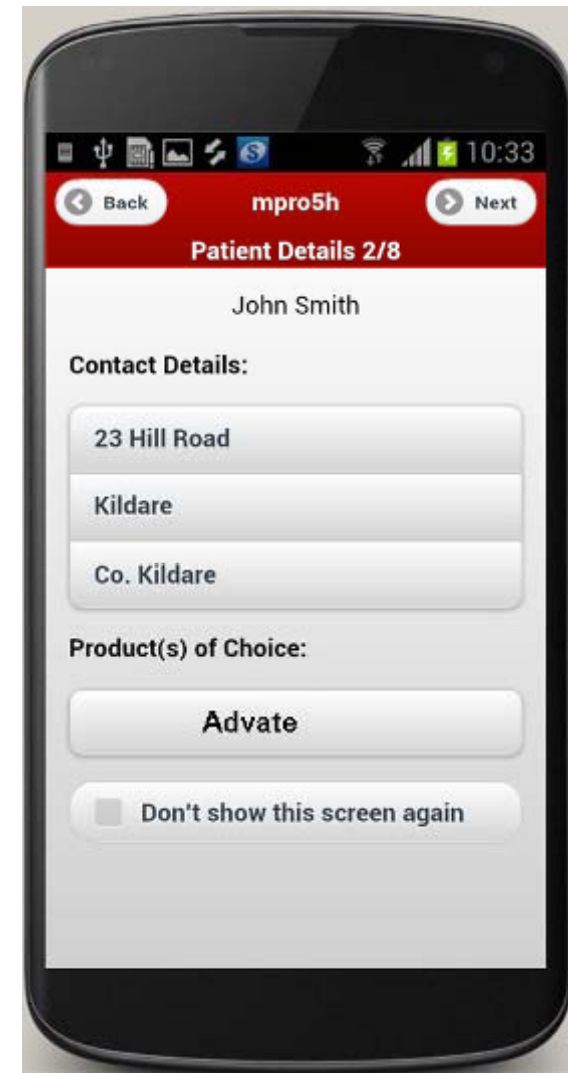 10:33
Back mpro5h Next
Patient Details 2/8
John Smith
Contact Details:
23 Hill Road
Kildare
Co. Kildare
Product(s) of Choice:
Advate
Don't show this screen again